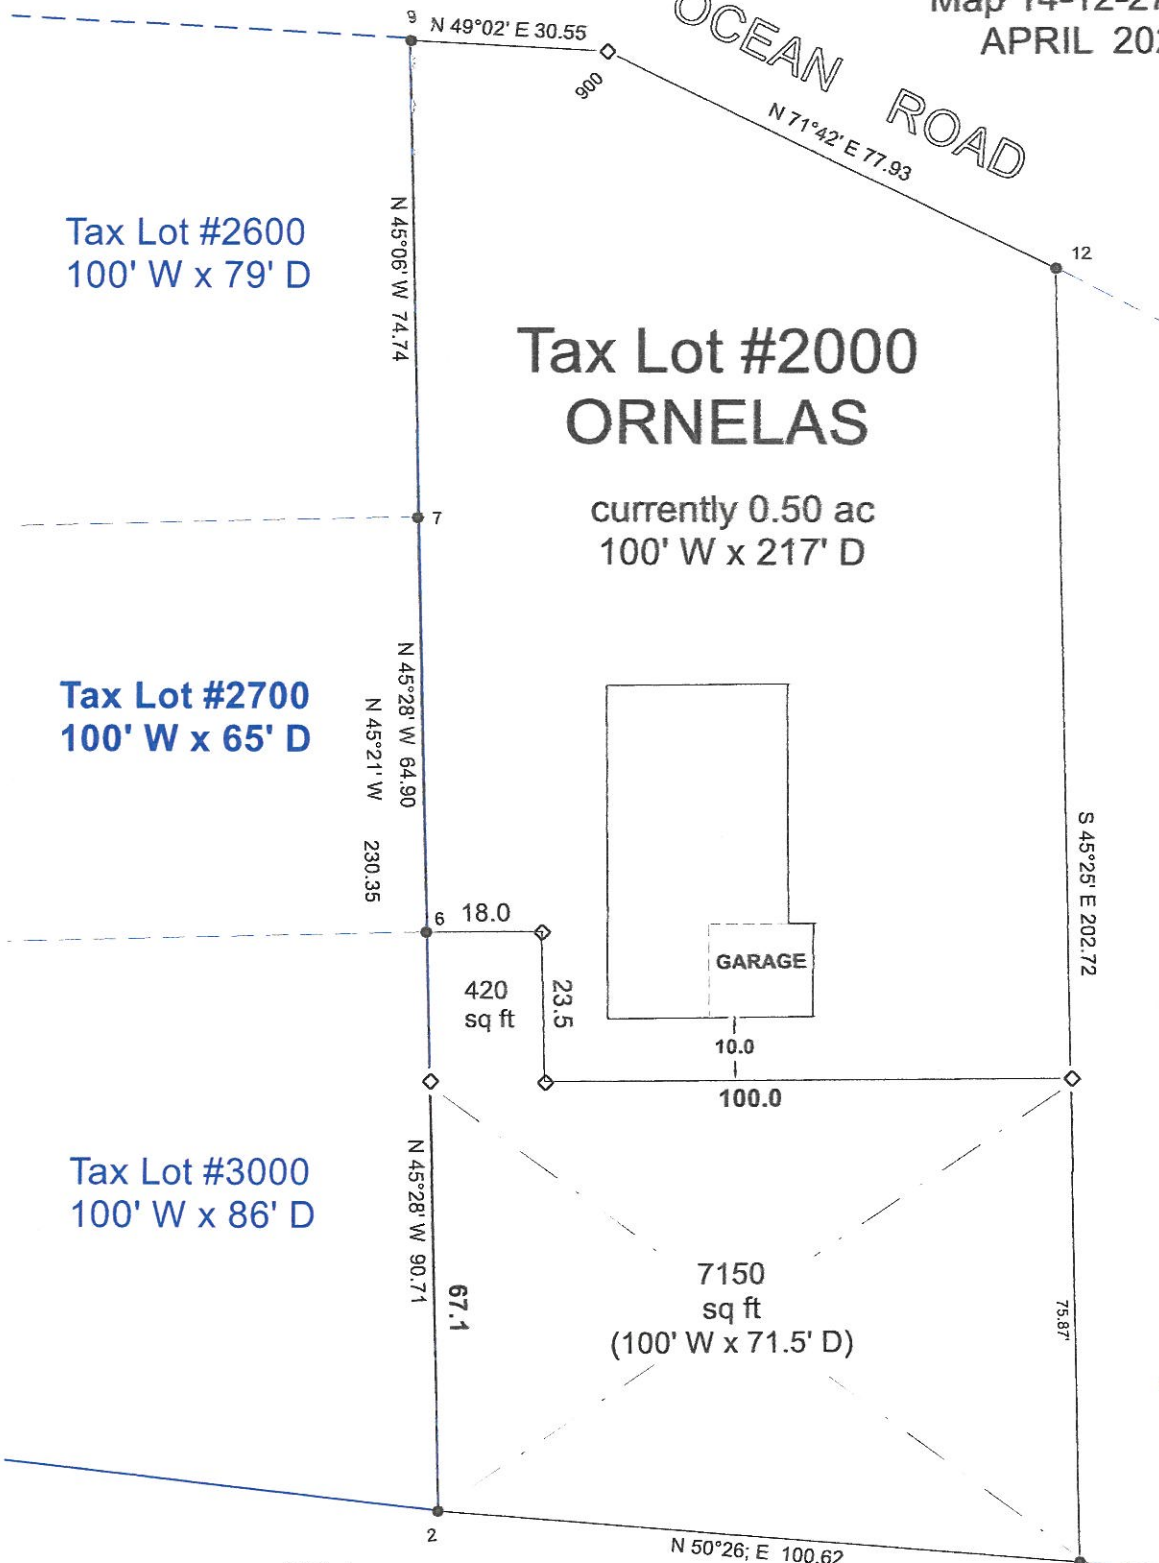 9
N 49°02' E 30.55
OCEAN ROAD
APRIL
900
N 71°42' E 77.93
12
N 45°06' W 74.74
Tax Lot #2600
100' W x 79' D
Tax Lot #2000
ORNELAS
currently 0.50 ac
100' W x 217' D
7
Tax Lot #2700
100' W x 65' D
N 45°28' W 64.90
N 45°21' W 230.35
S 45°25' E 202.72
6
18.0
420
sq ft
23.5
GARAGE
10.0
100.0
Tax Lot #3000
100' W x 86' D
N 45°28' W 90.71
67.1
7150
sq ft
(100' W x 71.5' D)
75.87'
2
N 50°26; E 100.62